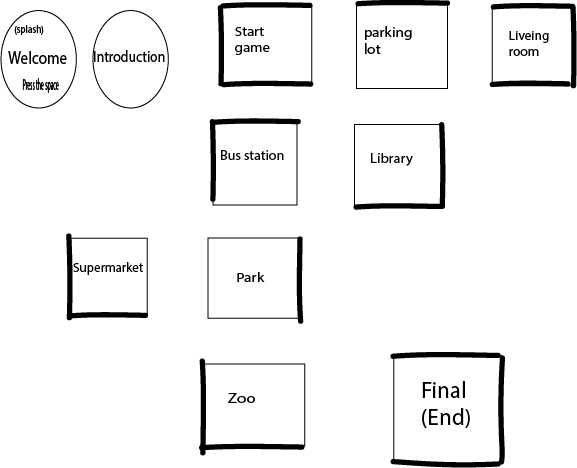 (splash)
Welcome
Press the space
Introduction
Start
game
parking
lot
Liveing
room
Bus station
Library
Supermarket
Park
Zoo
Final
(End)